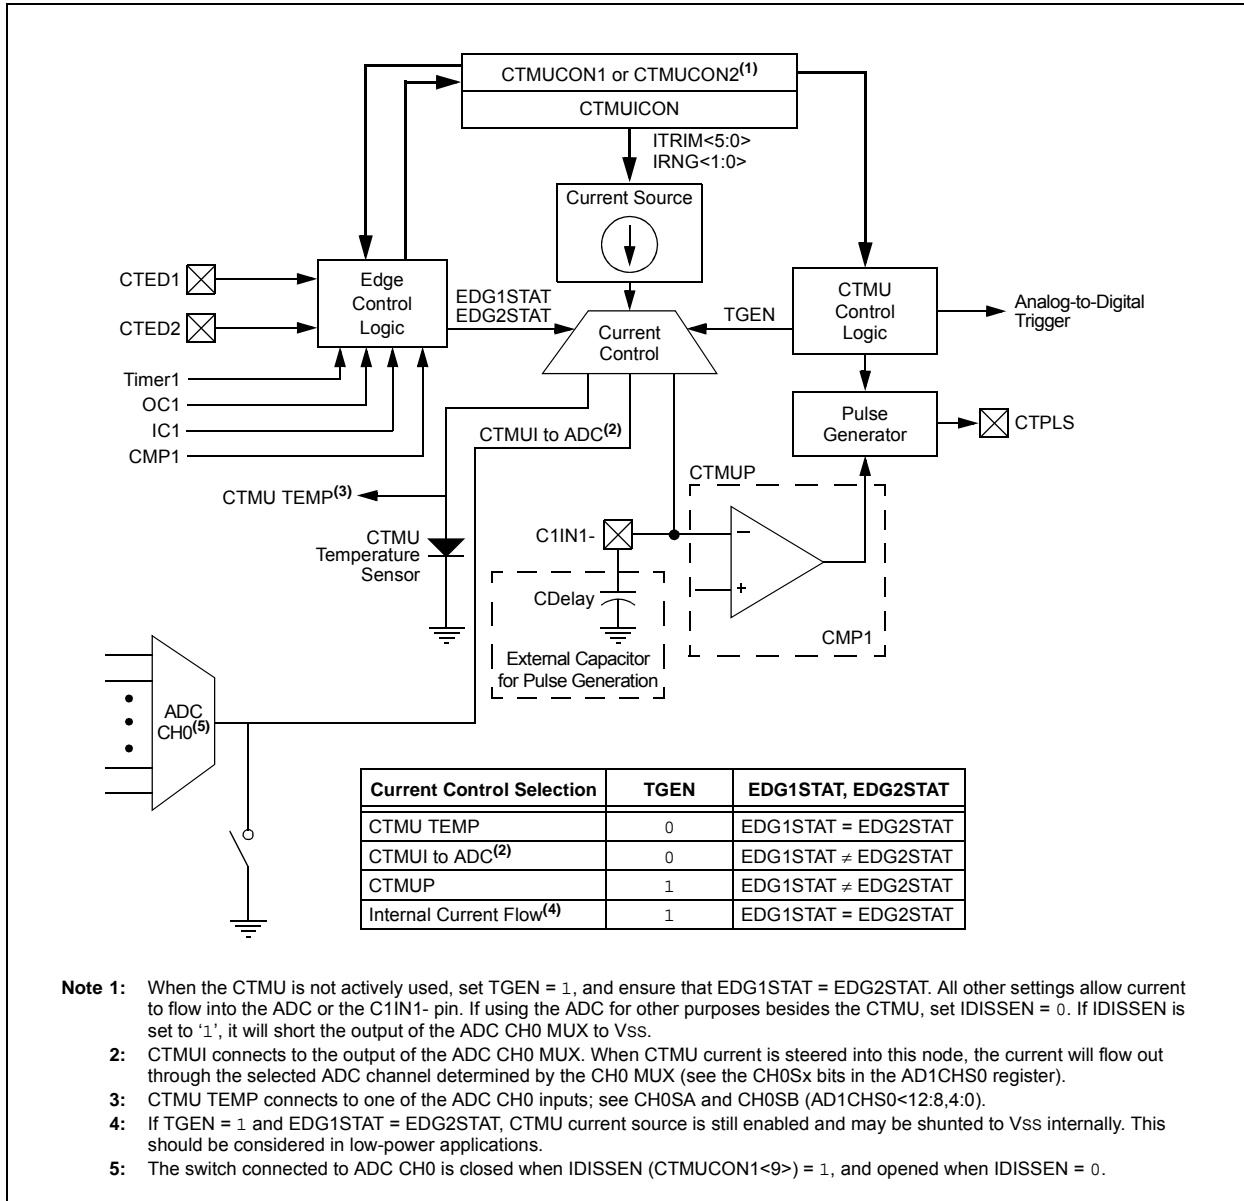 CTMUCON1 or CTMUCON2(1)
CTMUICON
ITRIM<5:0>
IRNG<1:0>
Current Source
CTED1
CTED2
Edge
Control
Logic
EDG1STAT
EDG2STAT
Current
Control
TGEN
CTMU
Control
Logic
Analog-to-Digital
Trigger
Timer1
OC1
IC1
CMP1
Pulse
Generator
CTPLS
CTMUI to ADC(2)
CTMUP
CTMU TEMP(3)
CTMU
Temperature
Sensor
C1IN1-
−
+
CDelay
CMP1
External Capacitor
for Pulse Generation
ADC
CH0(5)
Current Control Selection TGEN EDG1STAT, EDG2STAT
CTMU TEMP 0 EDG1STAT = EDG2STAT
CTMUI to ADC(2) 0 EDG1STAT ≠ EDG2STAT
CTMUP 1 EDG1STAT ≠ EDG2STAT
Internal Current Flow(4) 1 EDG1STAT = EDG2STAT
Note 1: When the CTMU is not actively used, set TGEN = 1, and ensure that EDG1STAT = EDG2STAT. All other settings allow current
to flow into the ADC or the C1IN1- pin. If using the ADC for other purposes besides the CTMU, set IDISSEN = 0. If IDISSEN is
set to ‘1’, it will short the output of the ADC CH0 MUX to VSS.
2: CTMUI connects to the output of the ADC CH0 MUX. When CTMU current is steered into this node, the current will flow out
through the selected ADC channel determined by the CH0 MUX (see the CH0Sx bits in the AD1CHS0 register).
3: CTMU TEMP connects to one of the ADC CH0 inputs; see CH0SA and CH0SB (AD1CHS0<12:8,4:0).
4: If TGEN = 1 and EDG1STAT = EDG2STAT, CTMU current source is still enabled and may be shunted to VSS internally. This
should be considered in low-power applications.
5: The switch connected to ADC CH0 is closed when IDISSEN (CTMUCON1<9>) = 1, and opened when IDISSEN = 0.